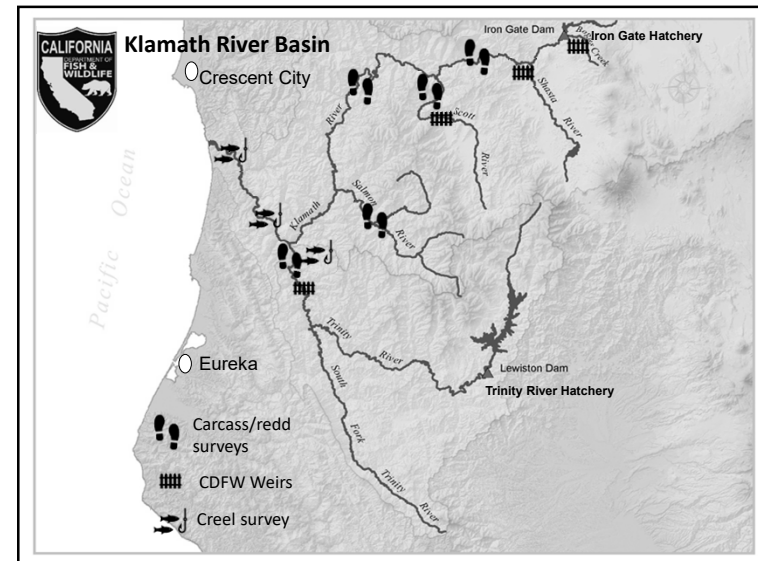 CALIFORNIA
DEPARTMENT OF
FISH &
WILDLIFE
Klamath River Basin
Crescent City
Iron Gate Dam
Iron Gate Hatchery
Bogus Creek
Shasta
River
Scott
River
River
Klamath
Salmon
River
Pacific Ocean
Trinity
River
Lewiston Dam
Trinity River Hatchery
Eureka
South
Fork
Trinity
River
Carcass/redd
surveys
CDFW Weirs
Creel survey